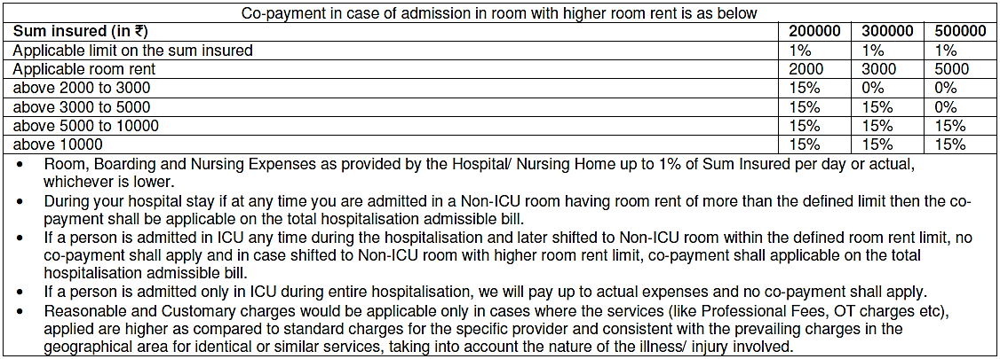 Co-payment in case of admission in room with higher room rent is as below
Sum insured (in ₹) 200000 300000 500000
Applicable limit on the sum insured 1% 1% 1%
Applicable room rent 2000 3000 5000
above 2000 to 3000 15% 0% 0%
above 3000 to 5000 15% 15% 0%
above 5000 to 10000 15% 15% 15%
above 10000 15% 15% 15%
• Room, Boarding and Nursing Expenses as provided by the Hospital/ Nursing Home up to 1% of Sum Insured per day or actual,
whichever is lower.
• During your hospital stay if at any time you are admitted in a Non-ICU room having room rent of more than the defined limit then the co-
payment shall be applicable on the total hospitalisation admissible bill.
• If a person is admitted in ICU any time during the hospitalisation and later shifted to Non-ICU room within the defined room rent limit, no
co-payment shall apply and in case shifted to Non-ICU room with higher room rent limit, co-payment shall applicable on the total
hospitalisation admissible bill.
• If a person is admitted only in ICU during entire hospitalisation, we will pay up to actual expenses and no co-payment shall apply.
• Reasonable and Customary charges would be applicable only in cases where the services (like Professional Fees, OT charges etc),
applied are higher as compared to standard charges for the specific provider and consistent with the prevailing charges in the
geographical area for identical or similar services, taking into account the nature of the illness/ injury involved.